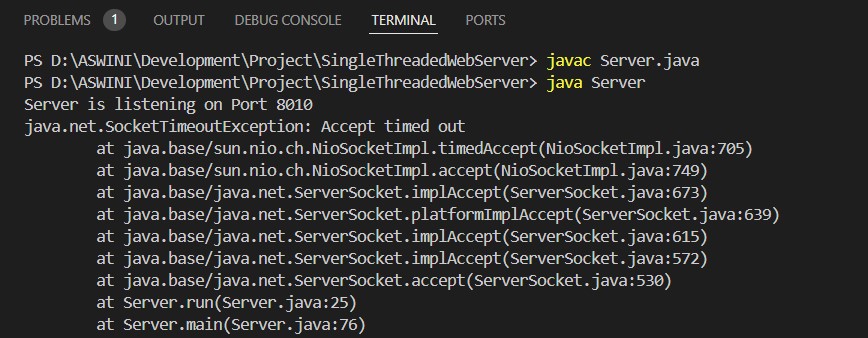 PROBLEMS 1 OUTPUT DEBUG CONSOLE TERMINAL PORTS
PS D:\ASWINI\Development\Project\SingleThreadedWebServer> javac Server.java
PS D:\ASWINI\Development\Project\SingleThreadedWebServer> java Server
Server is listening on Port 8010
java.net.SocketTimeoutException: Accept timed out
at java.base/sun.nio.ch.NioSocketImpl.timedAccept(NioSocketImpl.java:705)
at java.base/sun.nio.ch.NioSocketImpl.accept(NioSocketImpl.java:749)
at java.base/java.net.ServerSocket.implAccept(ServerSocket.java:673)
at java.base/java.net.ServerSocket.platformImplAccept(ServerSocket.java:639)
at java.base/java.net.ServerSocket.implAccept(ServerSocket.java:615)
at java.base/java.net.ServerSocket.implAccept(ServerSocket.java:572)
at java.base/java.net.ServerSocket.accept(ServerSocket.java:530)
at Server.run(Server.java:25)
at Server.main(Server.java:76)